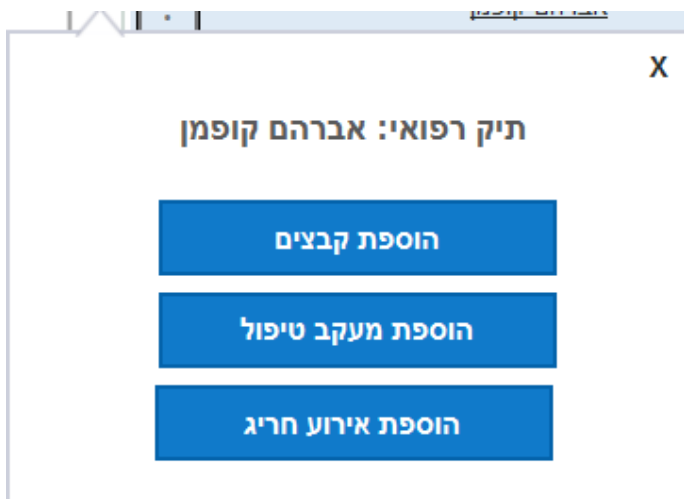 X
תיק רפואי: אברהם קופמן
הוספת קבצים
הוספת מעקב טיפול
הוספת אירוע חריג